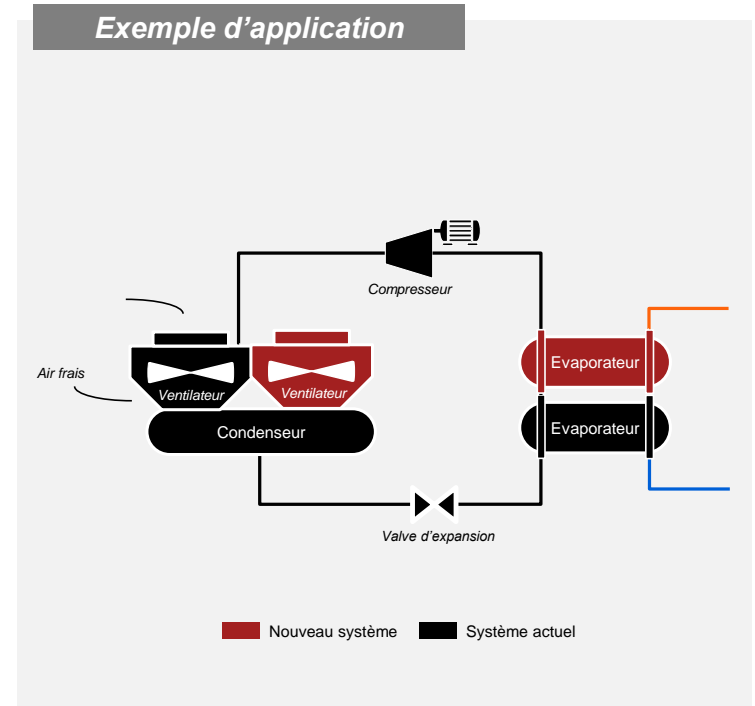 Exemple d’application
Compresseur
Air frais
Ventilateur
Ventilateur
Evaporateur
Condenseur
Evaporateur
Valve d’expansion
Nouveau système
Système actuel